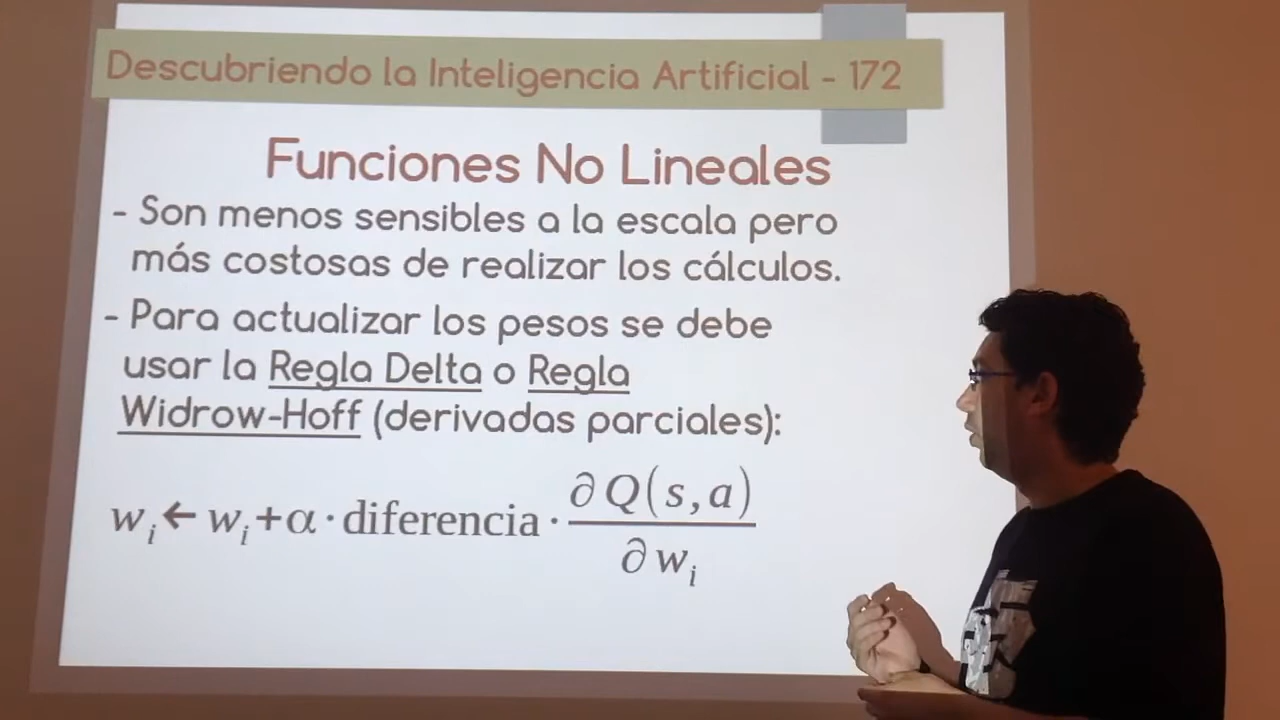 Descubriendo la Inteligencia Artificial - 172
Funciones No Lineales
- Son menos sensibles a la escala pero
más costosas de realizar los cálculos.
- Para actualizar los pesos se debe
usar la Regla Delta o Regla
Widrow-Hoff (derivadas parciales):
wᵢ ← wᵢ + α · diferencia · ∂ Q(s, a) / ∂ wᵢ